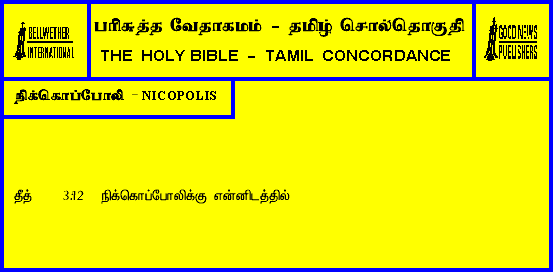 BELLWETHER
INTERNATIONAL
பரிசுத்த வேதாகமம் - தமிழ் சொல்தொகுதி
THE HOLY BIBLE - TAMIL CONCORDANCE
GOOD NEWS
PUBLISHERS
நிக்கொப்போலி - NICOPOLIS
தீத் 3:12 நிக்கொப்போலிக்கு என்னிடத்தில்